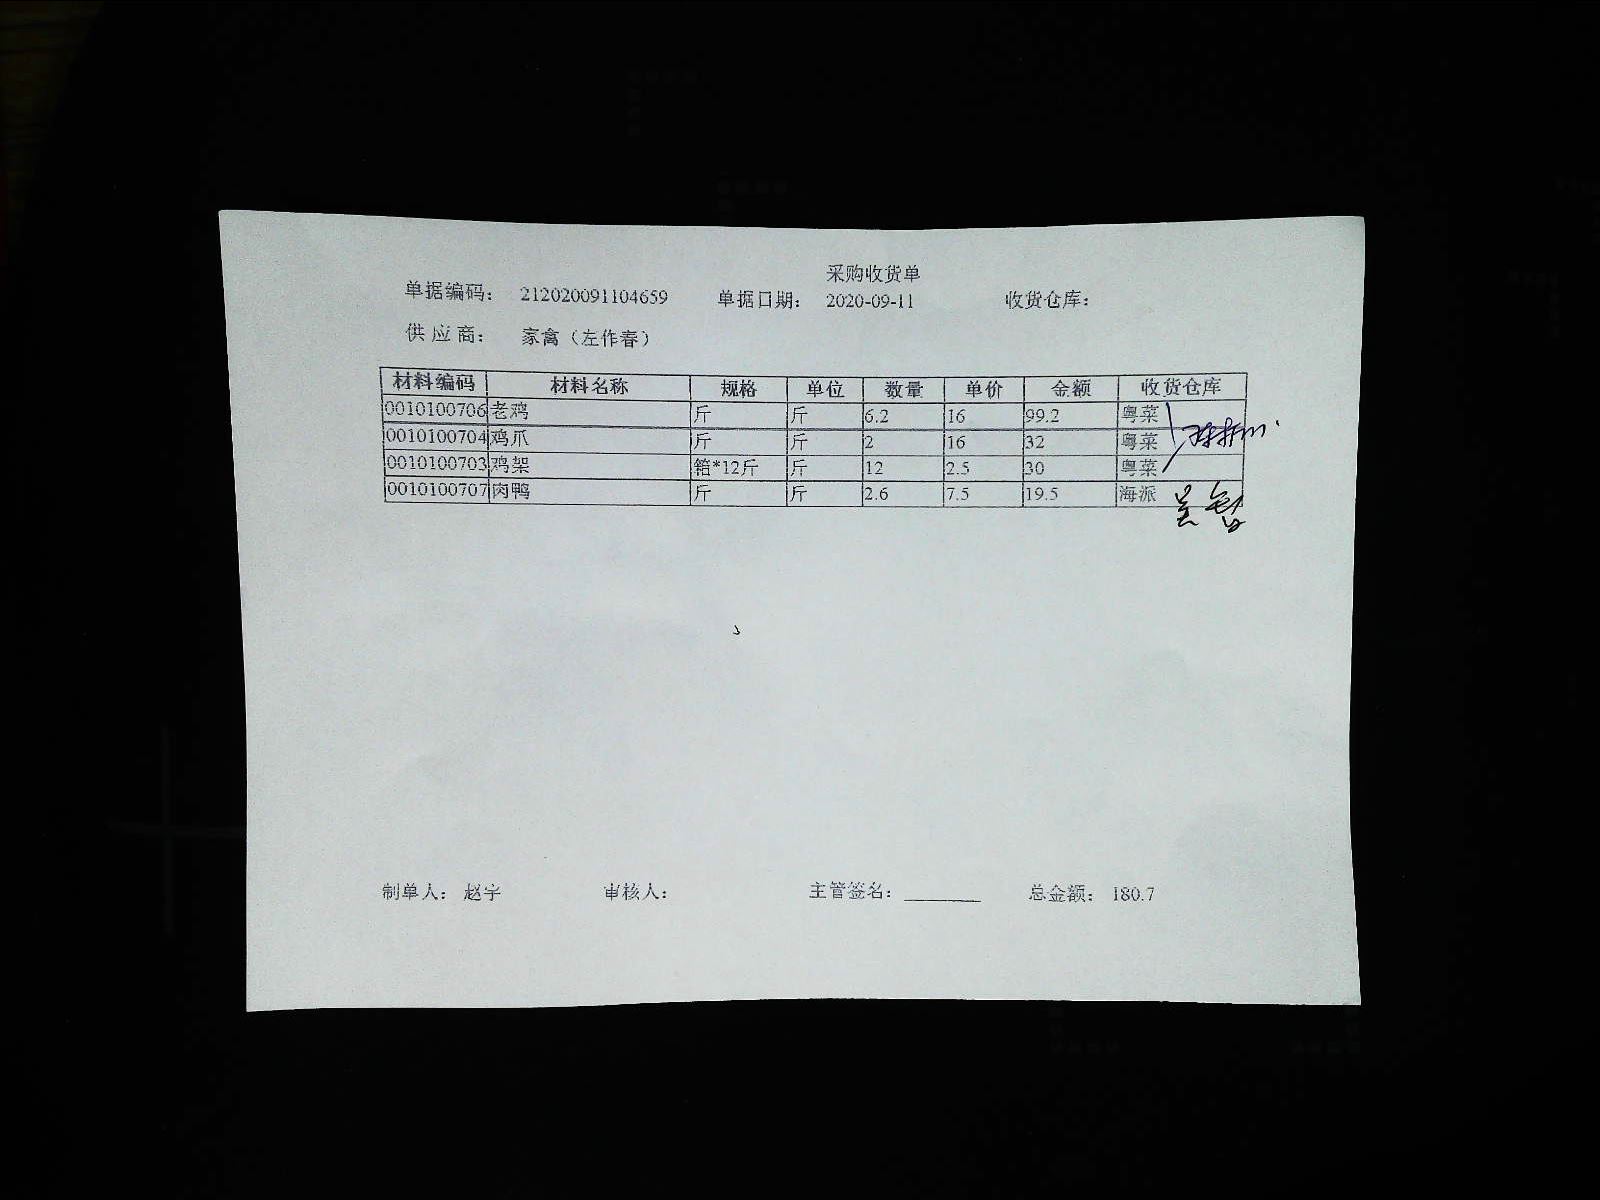 采购收货单
单据编码： 212020091104659 单据日期： 2020-09-11 收货仓库：
供应商： 家禽（左作春）
材料编码 材料名称 规格 单位 数量 单价 金额 收货仓库
0010100706 老鸡 斤 斤 6.2 16 99.2 粤菜
0010100704 鸡爪 斤 斤 2 16 32 粤菜
0010100703 鸡架 箱*12斤 斤 12 2.5 30 粤菜
0010100707 肉鸭 斤 斤 2.6 7.5 19.5 海派
制单人： 赵宇 审核人： 主管签名： 总金额： 180.7